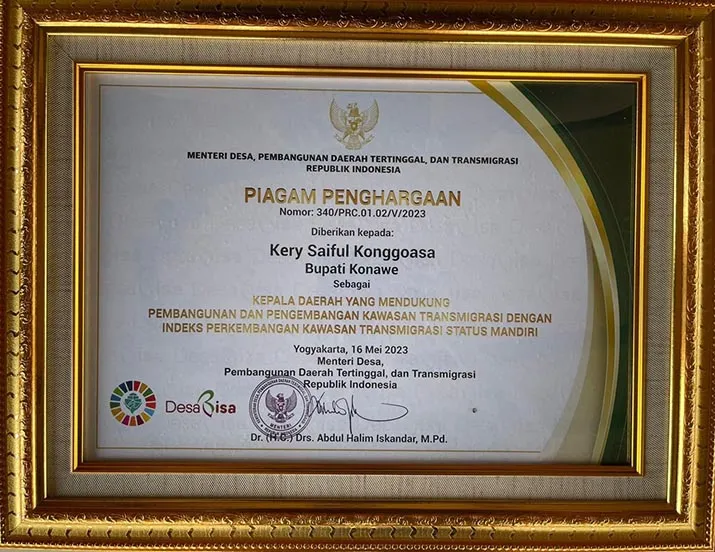 MENTERI DESA, PEMBANGUNAN DAERAH TERTINGGAL, DAN TRANSMIGRASI
REPUBLIK INDONESIA
PIAGAM PENGHARGAAN
Nomor: 340/PRC.01.02/V/2023
Diberikan kepada:
Kery Saiful Konggoasa
Bupati Konawe
Sebagai
KEPALA DAERAH YANG MENDUKUNG
PEMBANGUNAN DAN PENGEMBANGAN KAWASAN TRANSMIGRASI DENGAN
INDEKS PERKEMBANGAN KAWASAN TRANSMIGRASI STATUS MANDIRI
Yogyakarta, 16 Mei 2023
Menteri Desa,
Pembangunan Daerah Tertinggal, dan Transmigrasi
Republik Indonesia
DesaBisa
MENTERI
Dr. (H.C.) Drs. Abdul Halim Iskandar, M.Pd.